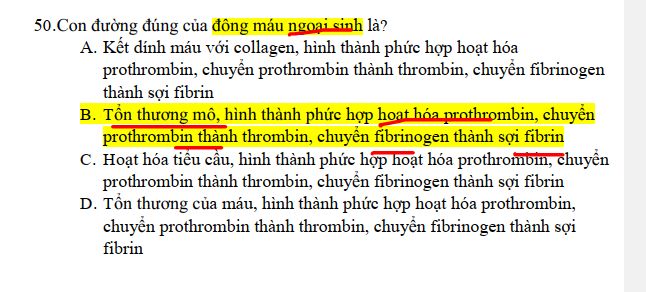 50.Con đường đúng của đông máu ngoại sinh là?
A. Kết dính máu với collagen, hình thành phức hợp hoạt hóa
prothrombin, chuyển prothrombin thành thrombin, chuyển fibrinogen
thành sợi fibrin
B. Tổn thương mô, hình thành phức hợp hoạt hóa prothrombin, chuyển
prothrombin thành thrombin, chuyển fibrinogen thành sợi fibrin
C. Hoạt hóa tiểu cầu, hình thành phức hợp hoạt hóa prothrombin, chuyển
prothrombin thành thrombin, chuyển fibrinogen thành sợi fibrin
D. Tổn thương của máu, hình thành phức hợp hoạt hóa prothrombin,
chuyển prothrombin thành thrombin, chuyển fibrinogen thành sợi
fibrin